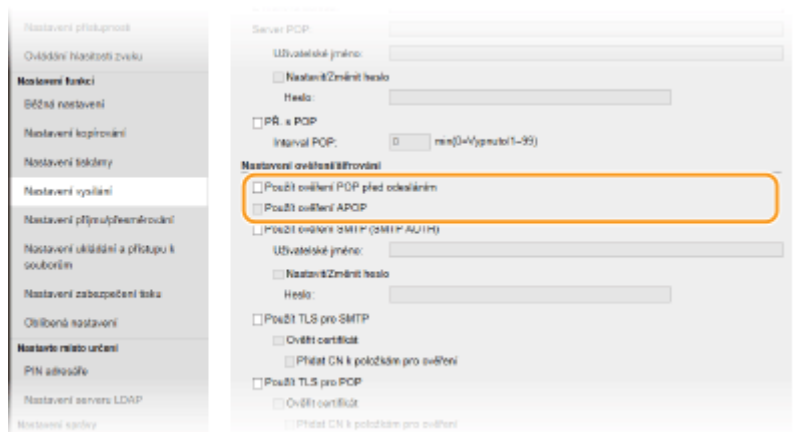 Nastavení přístupnosti
Ovládání hlasitosti zvuku
Nastavení funkcí
Běžná nastavení
Nastavení kopírování
Nastavení tiskárny
Nastavení vysílání
Nastavení příjmu/přesměrování
Nastavení ukládání a přístupu k
souborům
Nastavení zabezpečení tisku
Oblíbená nastavení
Nastavte místo určení
PIN adresáře
Nastavení serveru LDAP
Nastavení správy
Server POP:
Uživatelské jméno:
Nastavit/Změnit heslo
Heslo:
PŘ. s POP
Interval POP:
0
min(0=Vypnuto/1–99)
Nastavení ověření/šifrování
Použít ověření POP před odesláním
Použít ověření APOP
Použít ověření SMTP (SMTP AUTH)
Uživatelské jméno:
Nastavit/Změnit heslo
Heslo:
Použít TLS pro SMTP
Ověřit certifikát
Přidat CN k položkám pro ověření
Použít TLS pro POP
Ověřit certifikát
Přidat CN k položkám pro ověření